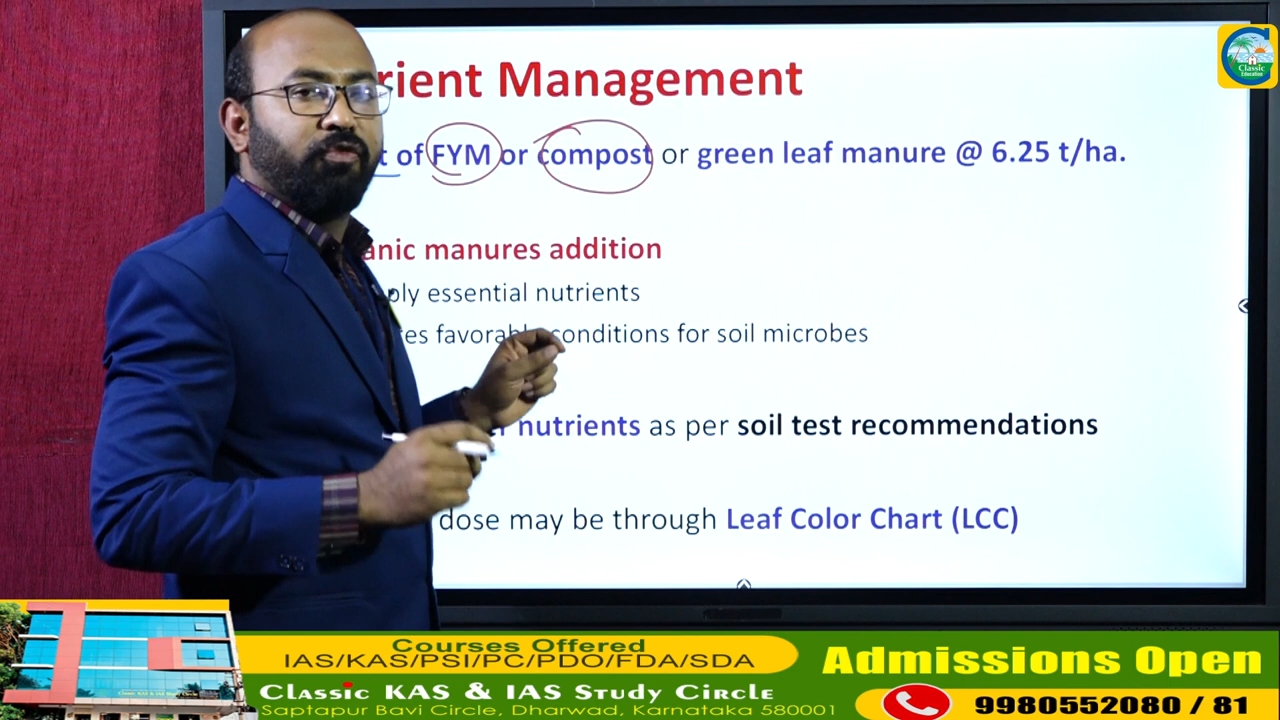 rient Management
t of FYM or compost or green leaf manure @ 6.25 t/ha.
anic manures addition
ply essential nutrients
es favorable conditions for soil microbes
r nutrients as per soil test recommendations
dose may be through Leaf Color Chart (LCC)
Classic
Education
Courses Offered
IAS/KAS/PSI/PC/PDO/FDA/SDA
Classic KAS & IAS Study Circle
Saptapur Bavi Circle, Dharwad, Karnataka 580001
Admissions Open
9980552080 / 81